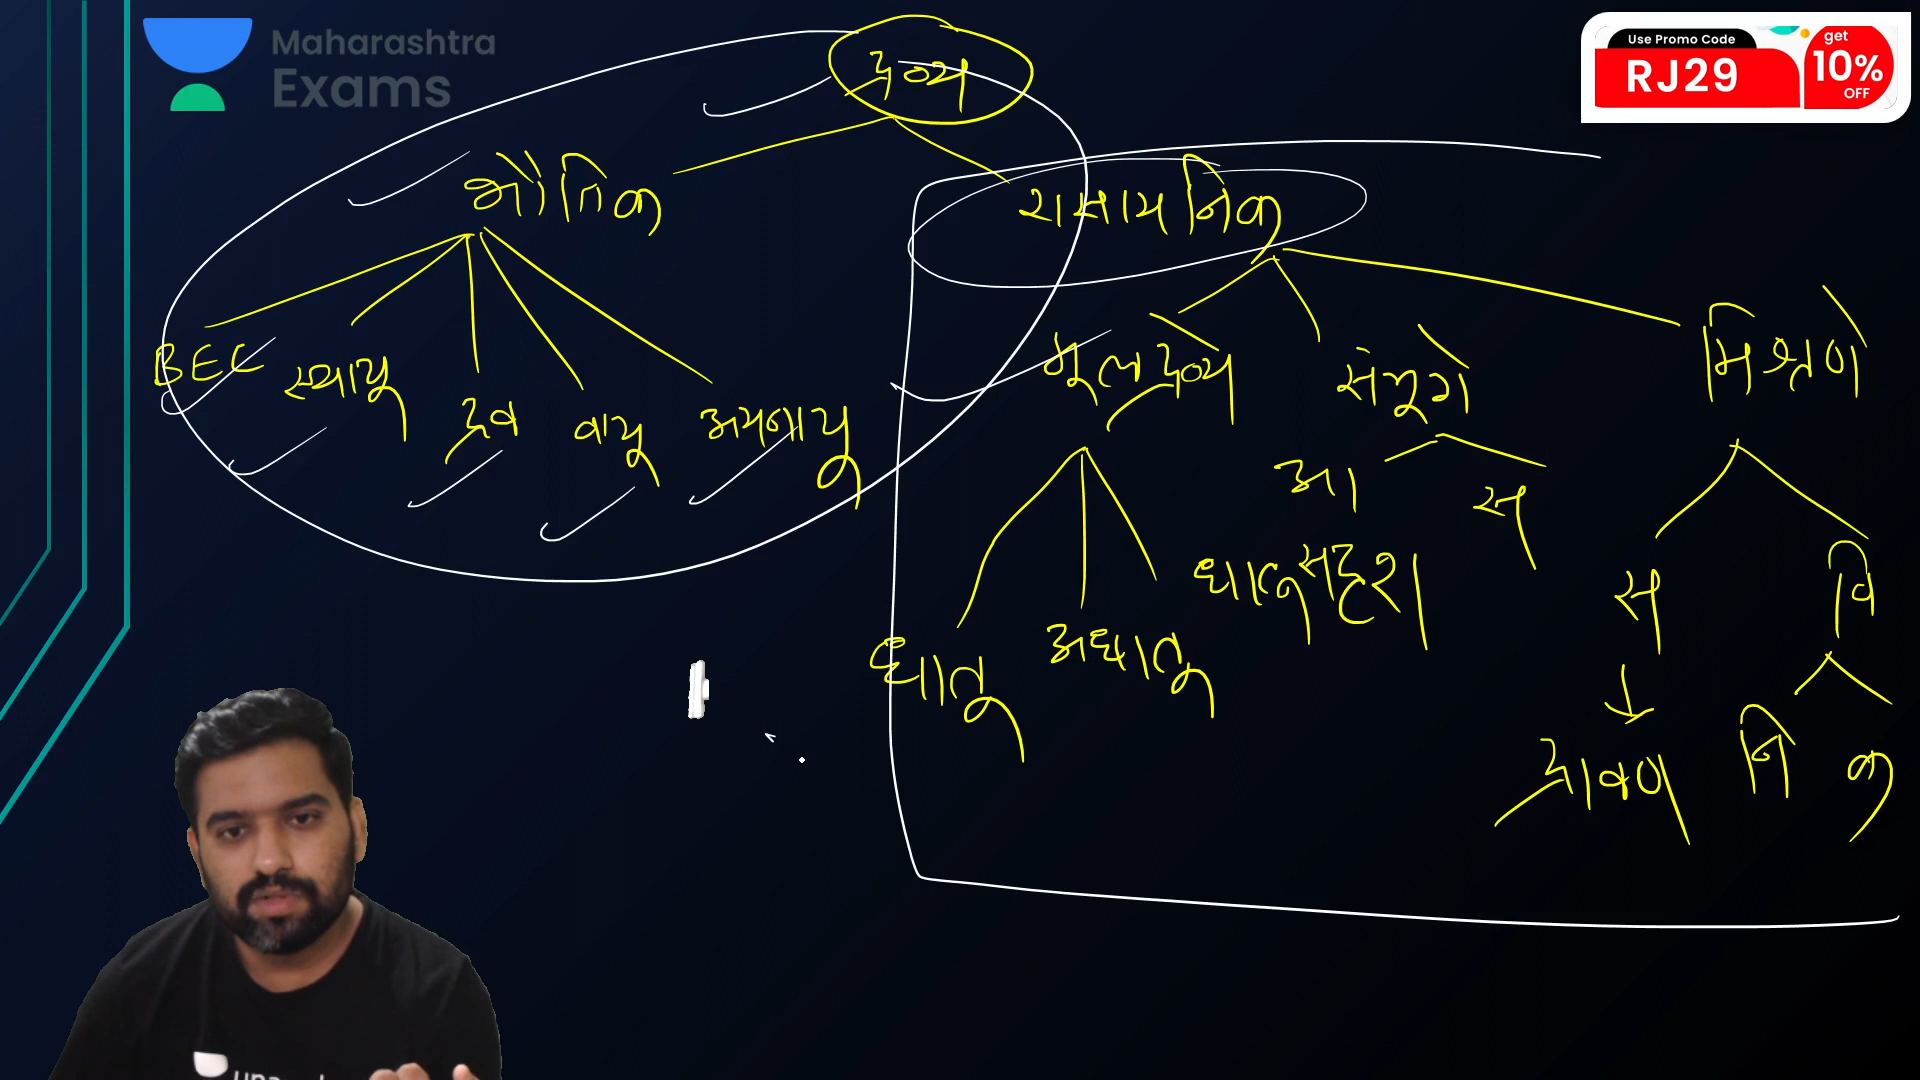 Maharashtra
Exams
Use Promo Code
RJ29
get
10%
OFF
द्रव्य
भौतिक
रासायनिक
BEC
स्थायू
द्रव
वायू
आयनायू
मूलद्रव्य
संयूगे
मिश्रणे
आ
स
धातू
अधातू
धातूसदृश
स
वि
द्रावण
नि
क